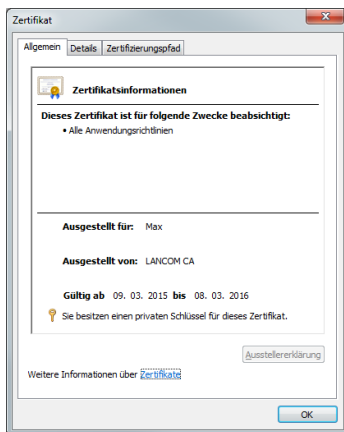 Zertifikat
Allgemein Details Zertifizierungspfad
Zertifikatsinformationen
Dieses Zertifikat ist für folgende Zwecke beabsichtigt:
• Alle Anwendungsrichtlinien
Ausgestellt für: Max
Ausgestellt von: LANCOM CA
Gültig ab 09. 03. 2015 bis 08. 03. 2016
Sie besitzen einen privaten Schlüssel für dieses Zertifikat.
Ausstellererklärung
Weitere Informationen über Zertifikate
OK